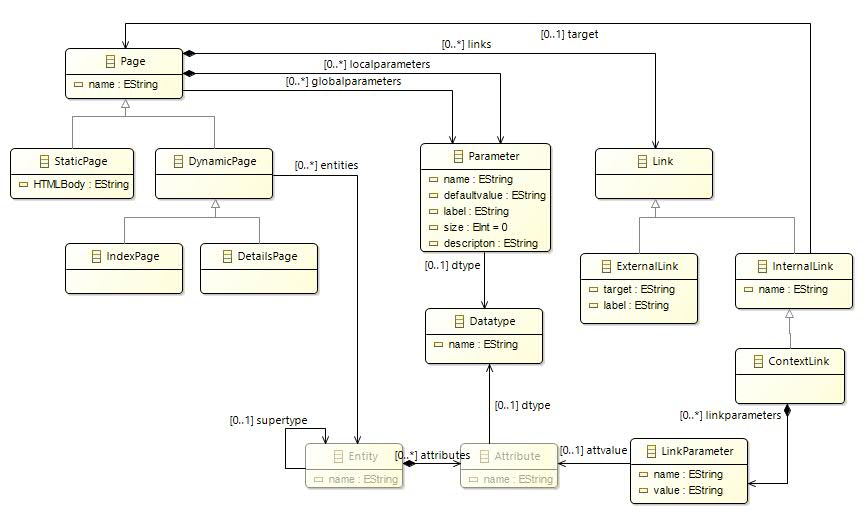 [0..1] target
[0..*] links
Page
[0..*] localparameters
name : EString
[0..*] globalparameters
StaticPage
HTMLBody : EString
DynamicPage
[0..*] entities
Parameter
name : EString
defaultvalue : EString
label : EString
size : EInt = 0
descripton : EString
Link
IndexPage
DetailsPage
[0..1] dtype
ExternalLink
target : EString
label : EString
InternalLink
name : EString
Datatype
name : EString
ContextLink
[0..1] dtype
[0..*] linkparameters
[0..1] supertype
Entity
name : EString
[0..*] attributes
Attribute
name : EString
[0..1] attvalue
LinkParameter
name : EString
value : EString